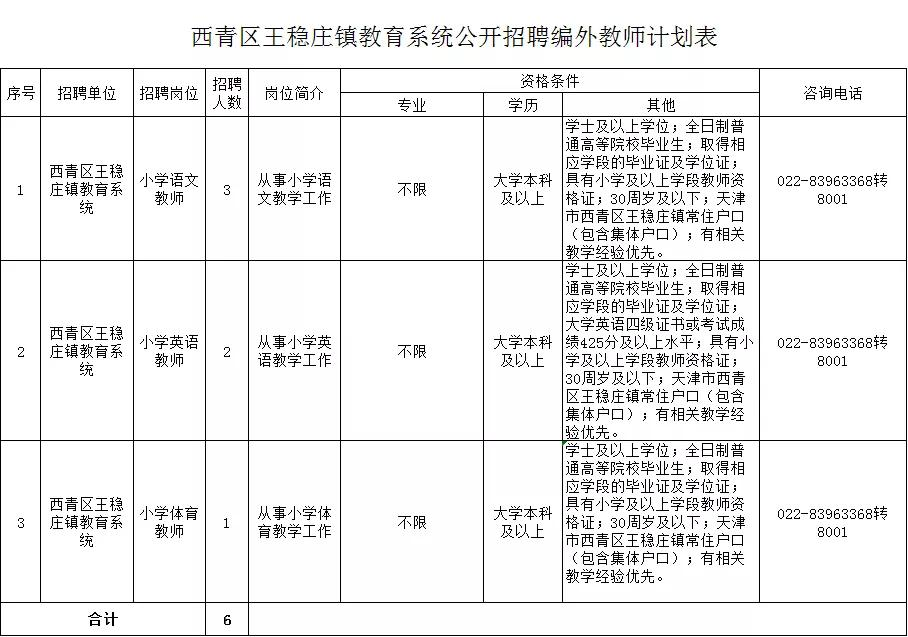 西青区王稳庄镇教育系统公开招聘编外教师计划表
序号
招聘单位
招聘岗位
招聘
人数
岗位简介
资格条件
专业
学历
其他
咨询电话
1
西青区王稳
庄镇教育系
统
小学语文
教师
3
从事小学语
文教学工作
不限
大学本科
及以上
学士及以上学位；全日制普
通高等院校毕业生；取得相
应学段的毕业证及学位证；
具有小学及以上学段教师资
格证；30周岁及以下；天津
市西青区王稳庄镇常住户口
（包含集体户口）；有相关
教学经验优先。
022-83963368转
8001
2
西青区王稳
庄镇教育系
统
小学英语
教师
2
从事小学英
语教学工作
不限
大学本科
及以上
学士及以上学位；全日制普
通高等院校毕业生；取得相
应学段的毕业证及学位证；
大学英语四级证书或考试成
绩425分及以上水平；具有小
学及以上学段教师资格证；
30周岁及以下；天津市西青
区王稳庄镇常住户口（包含
集体户口）；有相关教学经
验优先。
022-83963368转
8001
3
西青区王稳
庄镇教育系
统
小学体育
教师
1
从事小学体
育教学工作
不限
大学本科
及以上
学士及以上学位；全日制普
通高等院校毕业生；取得相
应学段的毕业证及学位证；
具有小学及以上学段教师资
格证；30周岁及以下；天津
市西青区王稳庄镇常住户口
（包含集体户口）；有相关
教学经验优先。
022-83963368转
8001
合计
6